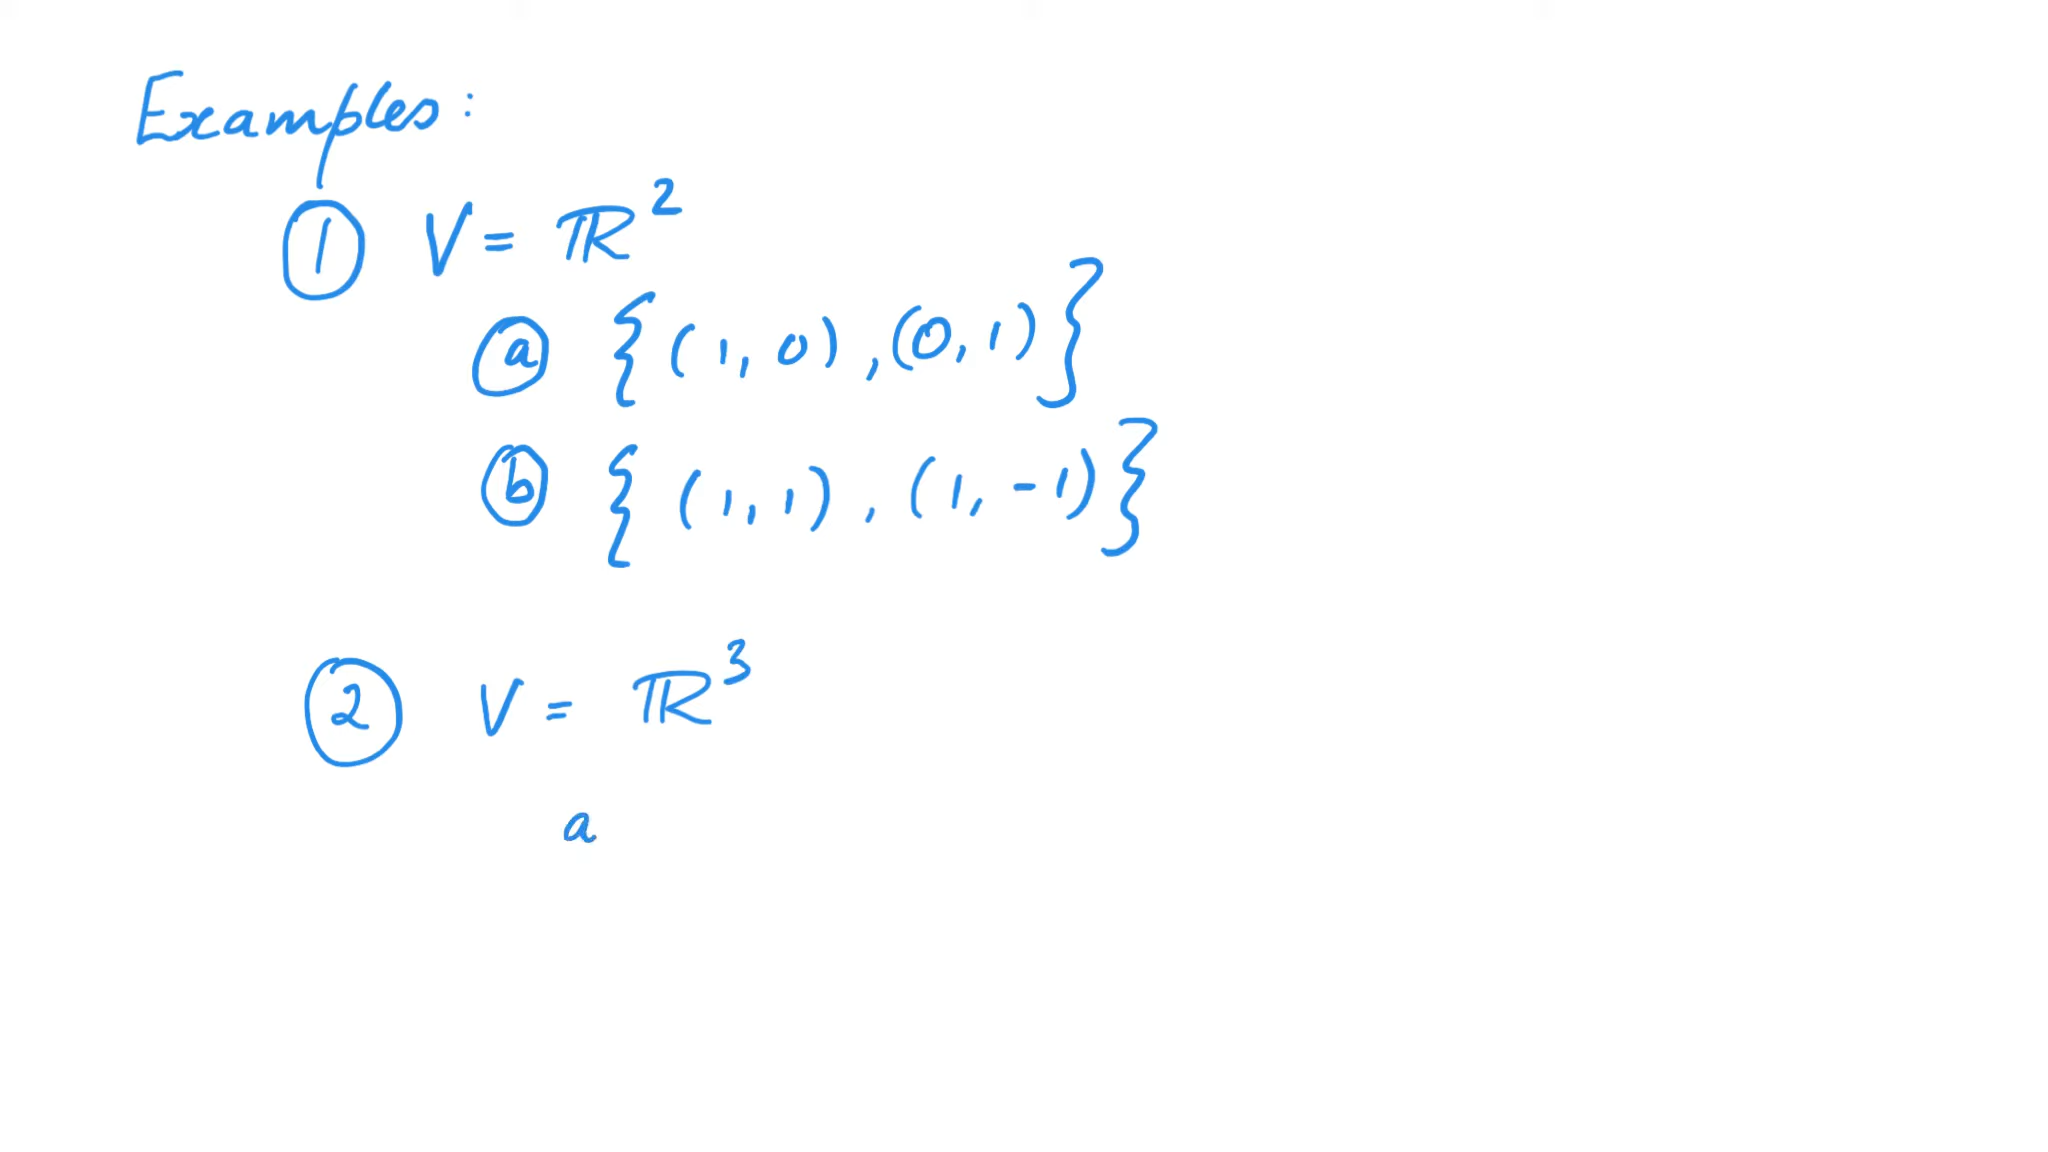 Examples:
① V = ℝ²
ⓐ {(1, 0), (0, 1)}
ⓑ {(1, 1), (1, -1)}
② V = ℝ³
a